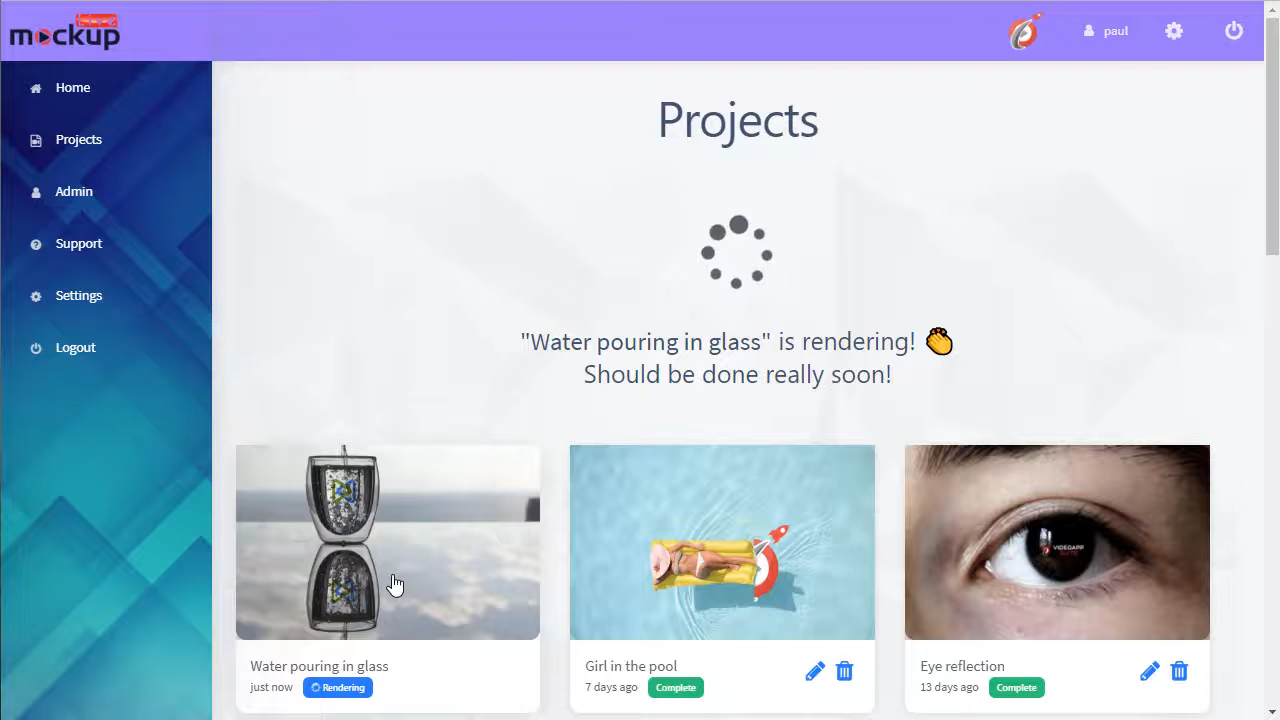 mockup
paul
Home
Projects
Admin
Support
Settings
Logout
Projects
"Water pouring in glass" is rendering! 👏
Should be done really soon!
VIDEOAPP
SUITE
Water pouring in glass
just now
Rendering
Girl in the pool
7 days ago
Complete
Eye reflection
13 days ago
Complete